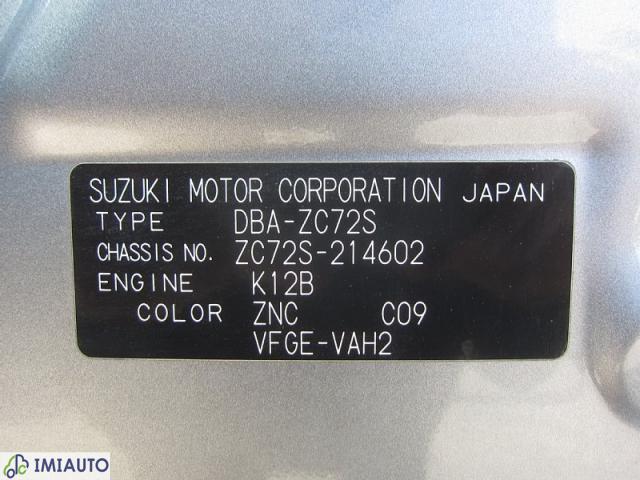 SUZUKI MOTOR CORPORATION JAPAN
TYPE DBA-ZC72S
CHASSIS NO. ZC72S-214602
ENGINE K12B
COLOR ZNC C09
VFGE-VAH2
IMIAUTO